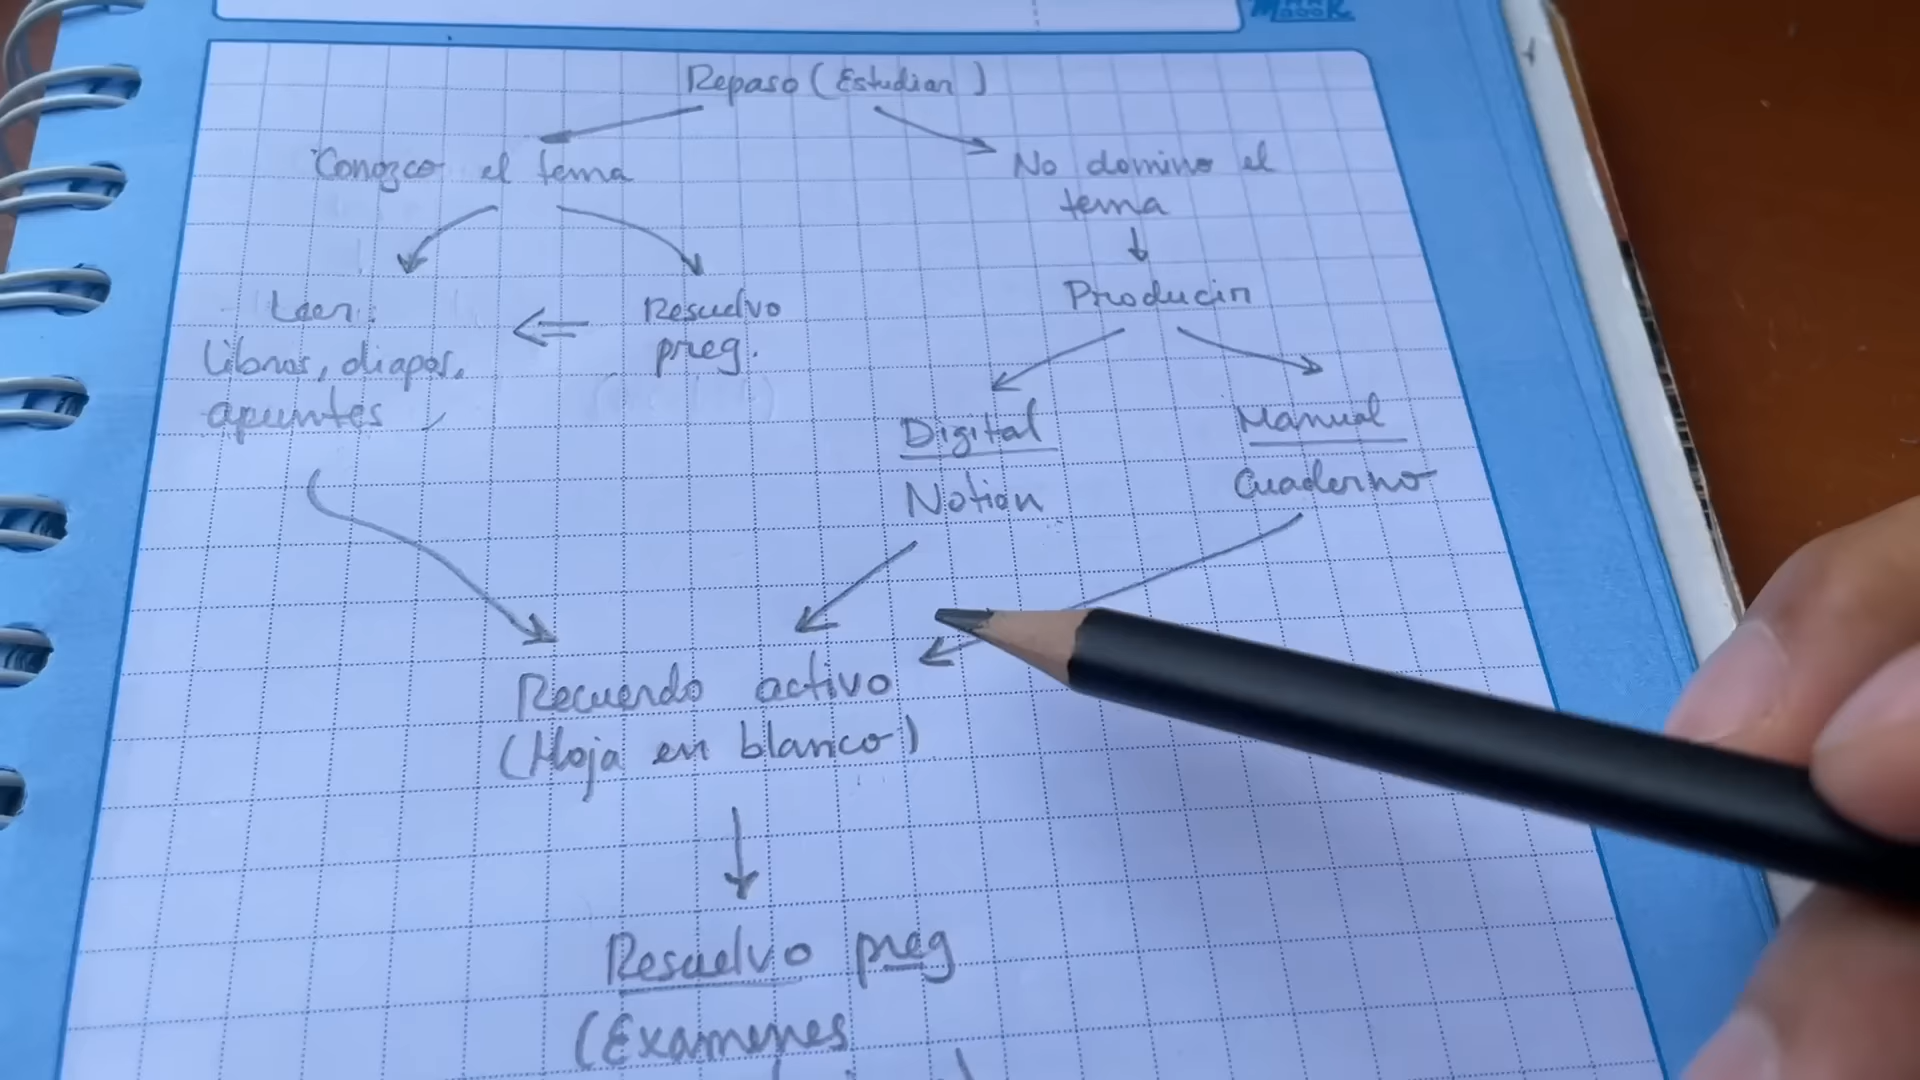 Repaso (Estudiar)
Conozco el tema
No domino el
tema
Leer:
libros, diapos,
apuntes
Resuelvo
preg.
Producir
Digital
Notion
Manual
Cuaderno
Recuerdo activo
(Hoja en blanco)
Resuelvo preg
(Examenes